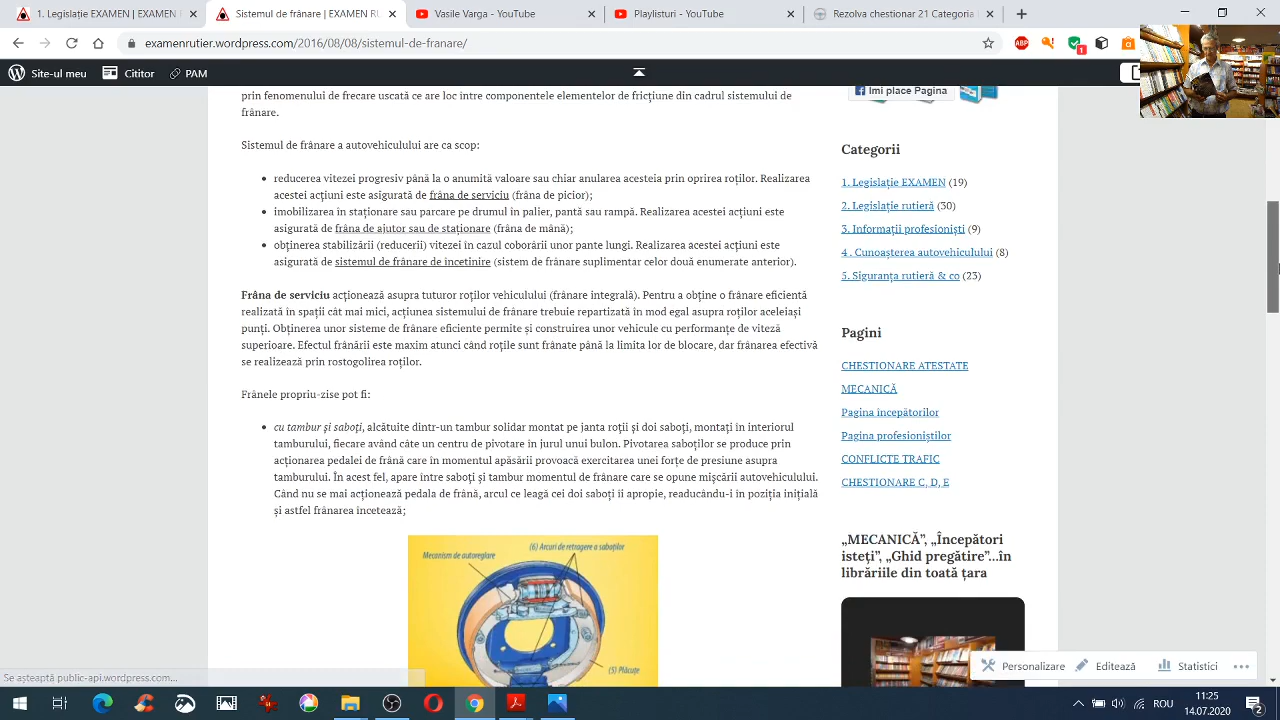 1. Legislație EXAMEN |
Sistemul de frânare | EXAMEN RU
Vasile Varga - YouTube
Playlisturi - YouTube
Rezolva chestionar 21 Categoria
examenrutier.wordpress.com/2016/08/08/sistemul-de-franare/
ABP
1
a
Site-ul meu
Cititor
PAM
prin fenomenului de frecare uscată ce are loc între componentele elementelor de fricțiune din cadrul sistemului de
frânare.
Sistemul de frânare a autovehiculului are ca scop:
reducerea vitezei progresiv până la o anumită valoare sau chiar anularea acesteia prin oprirea roților. Realizarea
acestei acțiuni este asigurată de frâna de serviciu (frâna de picior);
imobilizarea în staționare sau parcare pe drumul în palier, pantă sau rampă. Realizarea acestei acțiuni este
asigurată de frâna de ajutor sau de staționare (frâna de mână);
obținerea stabilizării (reducerii) vitezei în cazul coborârii unor pante lungi. Realizarea acestei acțiuni este
asigurată de sistemul de frânare de încetinire (sistem de frânare suplimentar celor două enumerate anterior).
Frâna de serviciu acționează asupra tuturor roților vehiculului (frânare integrală). Pentru a obține o frânare eficientă
realizată în spații cât mai mici, acțiunea sistemului de frânare trebuie repartizată în mod egal asupra roților aceleiași
punți. Obținerea unor sisteme de frânare eficiente permite și construirea unor vehicule cu performanțe de viteză
superioare. Efectul frânării este maxim atunci când roțile sunt frânate până la limita lor de blocare, dar frânarea efectivă
se realizează prin rostogolirea roților.
Frânele propriu-zise pot fi:
cu tambur și saboți, alcătuite dintr-un tambur solidar montat pe janta roții și doi saboți, montați în interiorul
tamburului, fiecare având câte un centru de pivotare în jurul unui bulon. Pivotarea saboților se produce prin
acționarea pedalei de frână care în momentul apăsării provoacă exercitarea unei forțe de presiune asupra
tamburului. În acest fel, apare între saboți și tambur momentul de frânare care se opune mișcării autovehiculului.
Când nu se mai acționează pedala de frână, arcul ce leagă cei doi saboți îi apropie, readucându-i în poziția inițială
și astfel frânarea încetează;
(6) Arcuri de retragere a saboților
Mecanism de autoreglare
(5) Plăcuțe
Îmi place Pagina
Categorii
1. Legislație EXAMEN (19)
2. Legislație rutieră (30)
3. Informații profesioniști (9)
4 . Cunoașterea autovehiculului (8)
5. Siguranța rutieră & co (23)
Pagini
CHESTIONARE ATESTATE
MECANICĂ
Pagina începătorilor
Pagina profesioniștilor
CONFLICTE TRAFIC
CHESTIONARE C, D, E
„MECANICĂ”, „Începători
isteți”, „Ghid pregătire”...în
librăriile din toată țara
Personalizare
Editează
Statistici
Se așteaptă public-api.wordpress.com...
ROU
11:25
14.07.2020
2